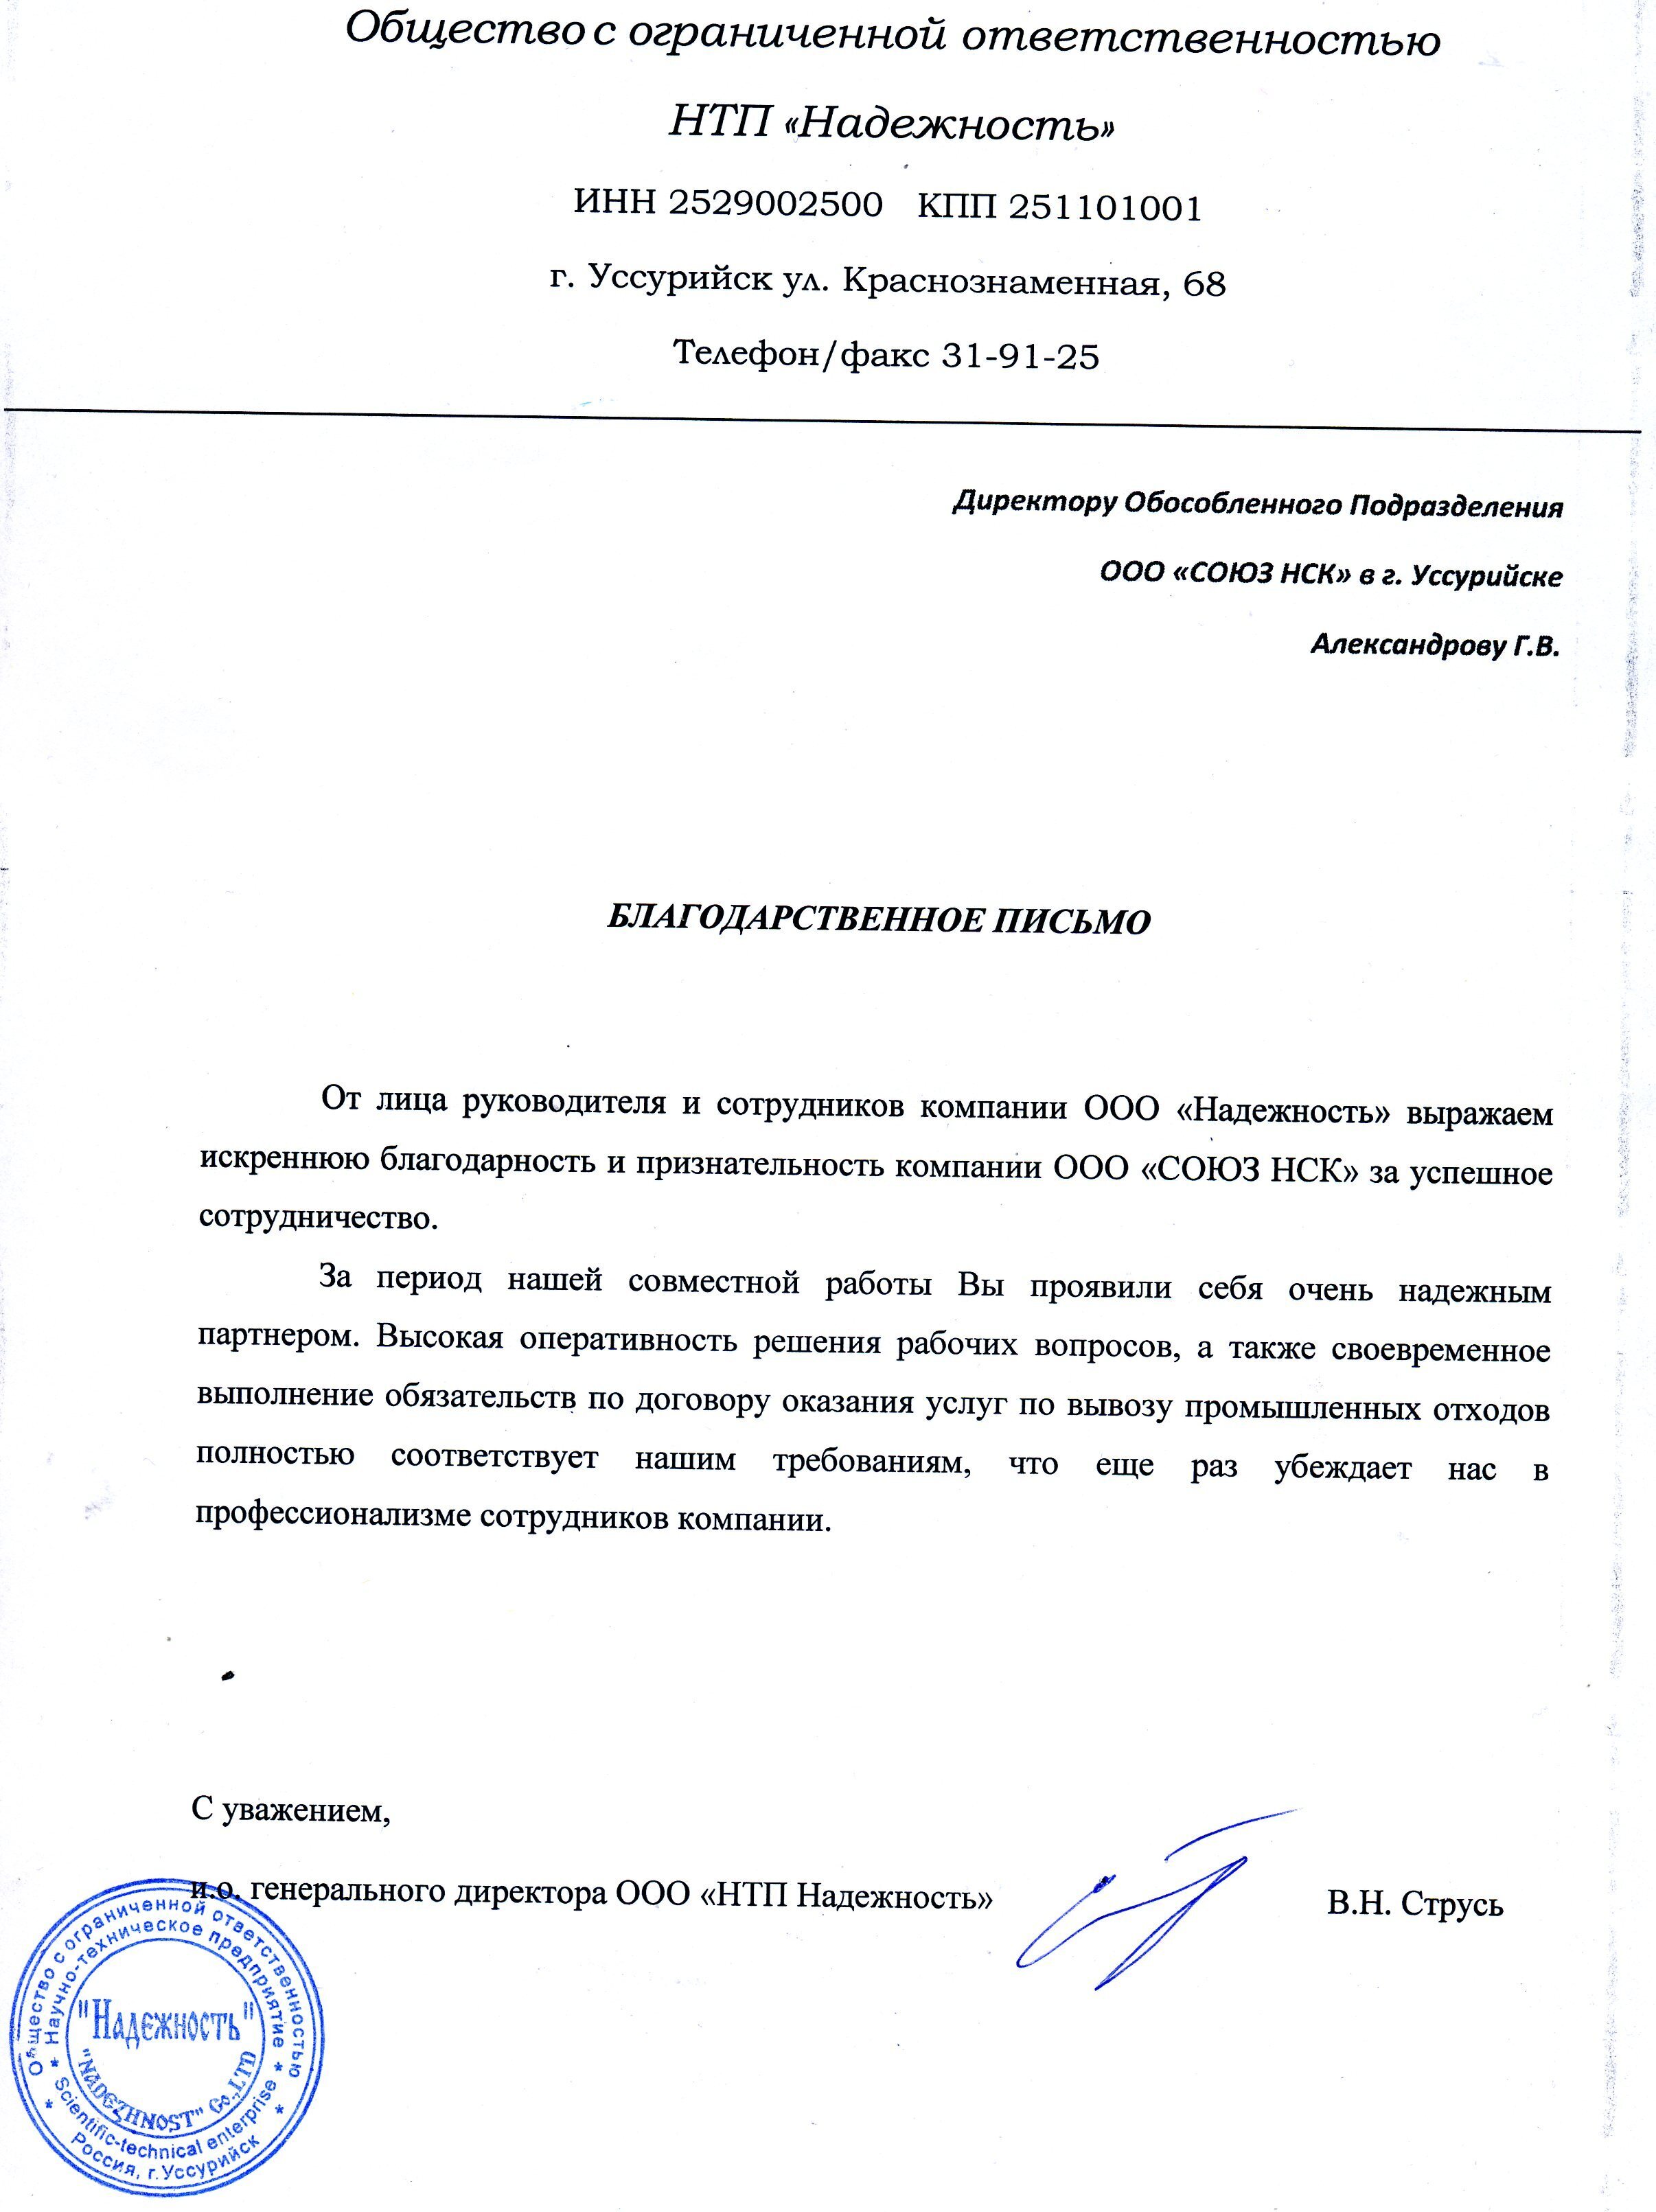 Общество с ограниченной ответственностью
НТП «Надежность»
ИНН 2529002500 КПП 251101001
г. Уссурийск ул. Краснознаменная, 68
Телефон/факс 31-91-25
Директору Обособленного Подразделения
ООО «СОЮЗ НСК» в г. Уссурийске
Александрову Г.В.
БЛАГОДАРСТВЕННОЕ ПИСЬМО
От лица руководителя и сотрудников компании ООО «Надежность» выражаем
искреннюю благодарность и признательность компании ООО «СОЮЗ НСК» за успешное
сотрудничество.
За период нашей совместной работы Вы проявили себя очень надежным
партнером. Высокая оперативность решения рабочих вопросов, а также своевременное
выполнение обязательств по договору оказания услуг по вывозу промышленных отходов
полностью соответствует нашим требованиям, что еще раз убеждает нас в
профессионализме сотрудников компании.
С уважением,
и.о. генерального директора ООО «НТП Надежность» В.Н. Струсь
Общество с ограниченной ответственностью
Научно-техническое предприятие
"Надежность"
"NADEZHNOST" Co.,LTD
* Scientific-technical enterprise *
* Россия, г.Уссурийск *